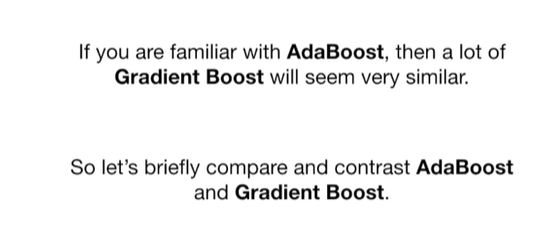 If you are familiar with AdaBoost, then a lot of
Gradient Boost will seem very similar.
So let’s briefly compare and contrast AdaBoost
and Gradient Boost.